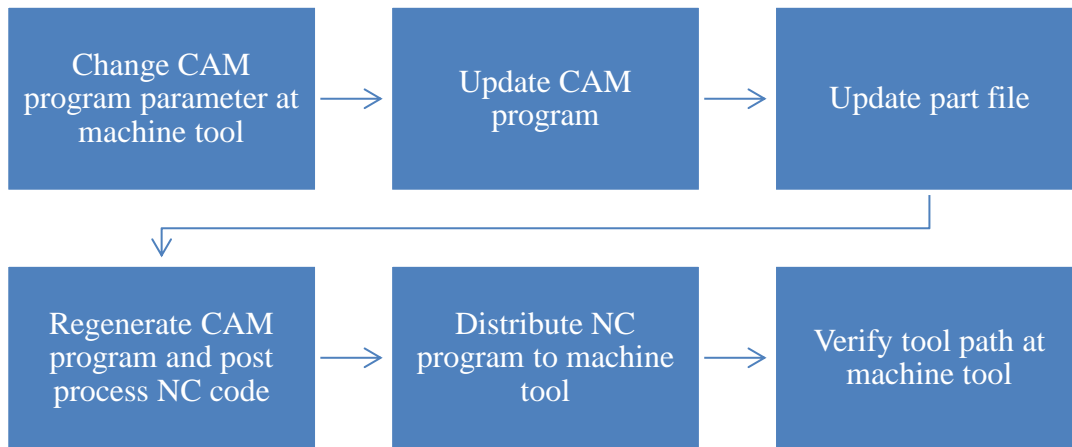 Change CAM
program parameter at
machine tool
Update CAM
program
Update part file
Regenerate CAM
program and post
process NC code
Distribute NC
program to machine
tool
Verify tool path at
machine tool